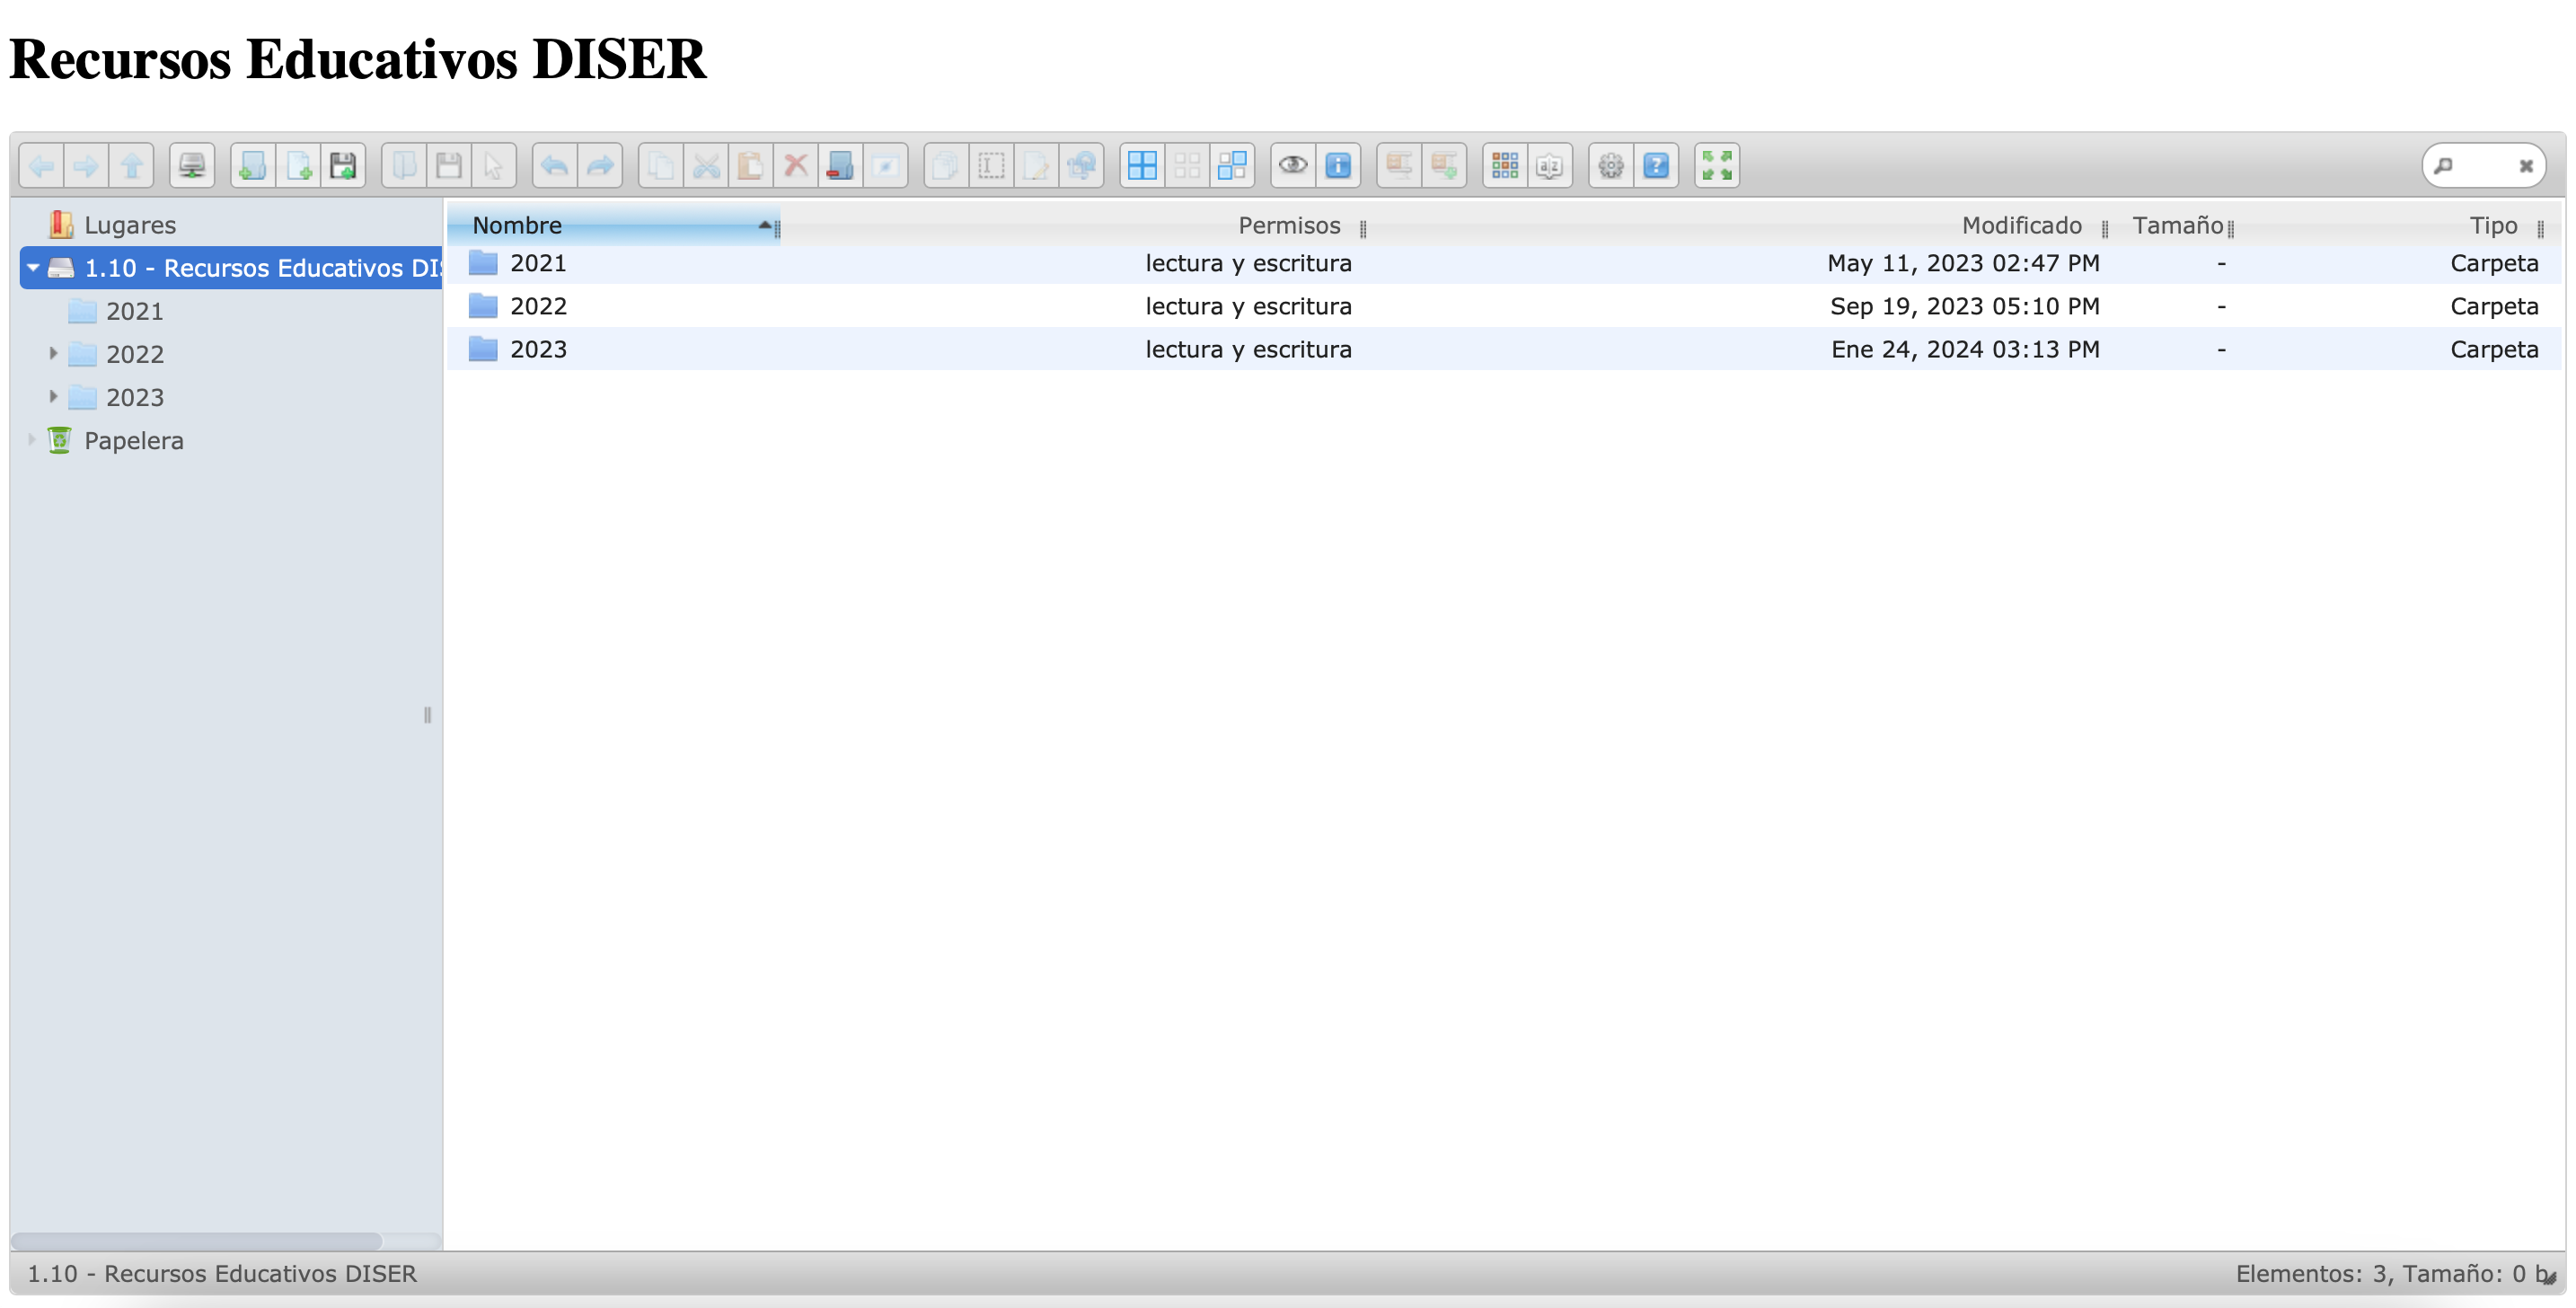 Recursos Educativos DISER
Lugares
1.10 - Recursos Educativos DIS
2021
2022
2023
Papelera
Nombre Permisos Modificado Tamaño Tipo
2021 lectura y escritura May 11, 2023 02:47 PM - Carpeta
2022 lectura y escritura Sep 19, 2023 05:10 PM - Carpeta
2023 lectura y escritura Ene 24, 2024 03:13 PM - Carpeta
1.10 - Recursos Educativos DISER
Elementos: 3, Tamaño: 0 b